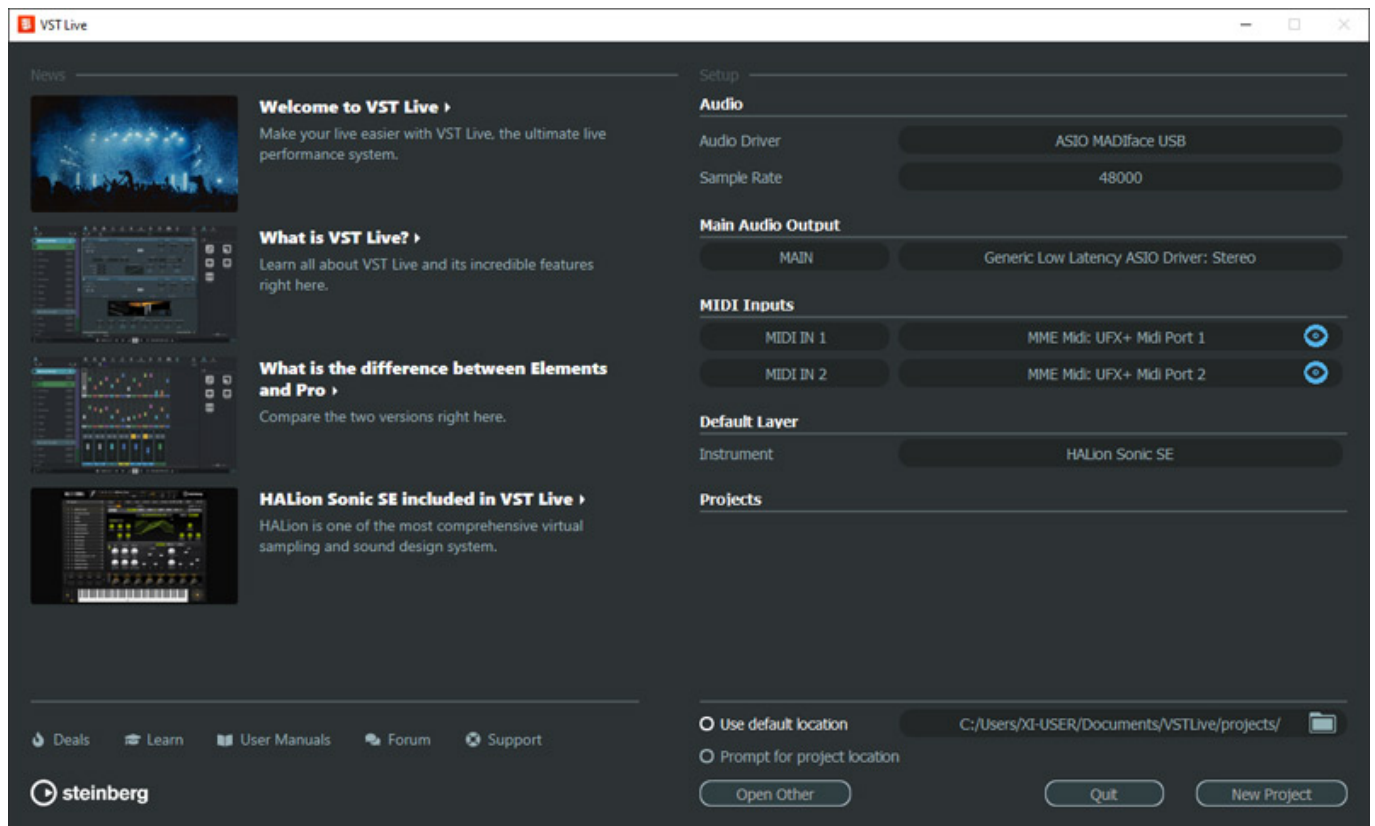 VST Live
News
Welcome to VST Live
Make your live easier with VST Live, the ultimate live
performance system.
What is VST Live?
Learn all about VST Live and its incredible features
right here.
What is the difference between Elements
and Pro
Compare the two versions right here.
HALion Sonic SE included in VST Live
HALion is one of the most comprehensive virtual
sampling and sound design system.
Deals Learn User Manuals Forum Support
steinberg
Setup
Audio
Audio Driver ASIO MADIface USB
Sample Rate 48000
Main Audio Output
MAIN Generic Low Latency ASIO Driver: Stereo
MIDI Inputs
MIDI IN 1 MME Midi: UFX+ Midi Port 1
MIDI IN 2 MME Midi: UFX+ Midi Port 2
Default Layer
Instrument HALion Sonic SE
Projects
Use default location C:/Users/XI-USER/Documents/VSTLive/projects/
Prompt for project location
Open Other Quit New Project